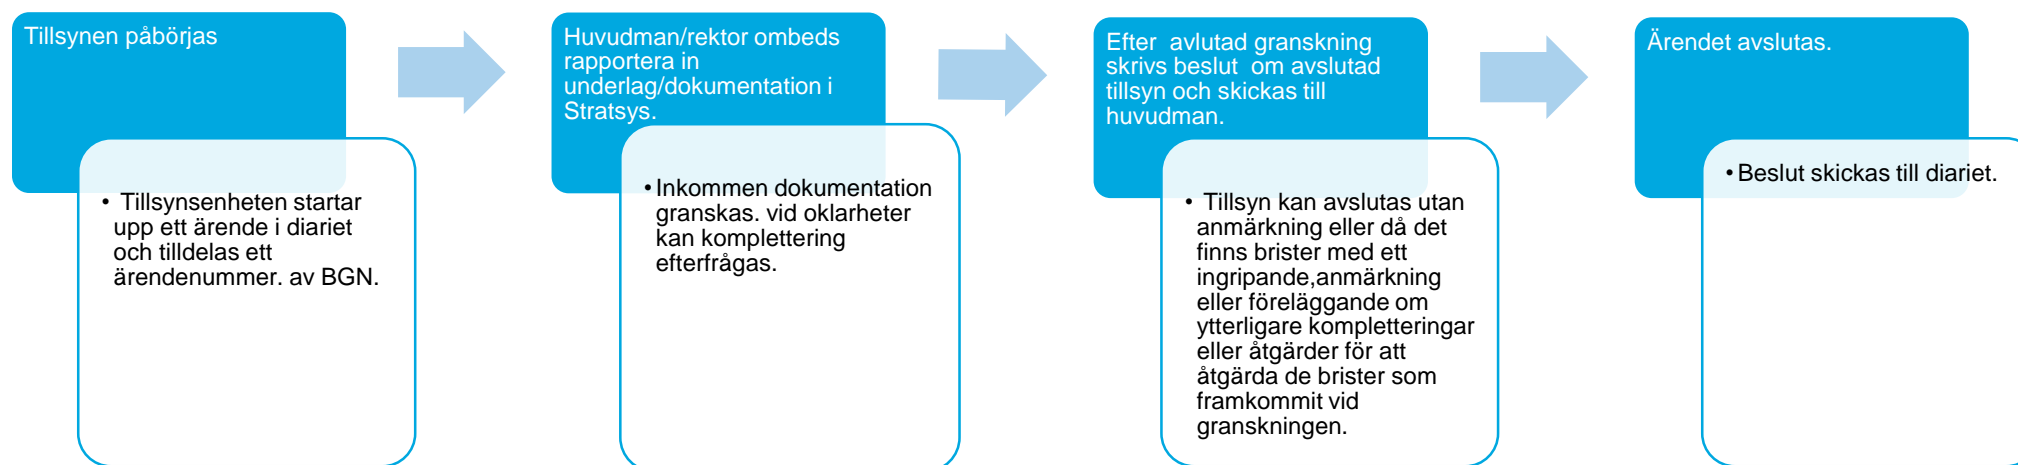 Tillsynen påbörjas
• Tillsynsenheten startar
upp ett ärende i diariet
och tilldelas ett
ärendenummer. av BGN.
Huvudman/rektor ombeds
rapportera in
underlag/dokumentation i
Stratsys.
• Inkommen dokumentation
granskas. vid oklarheter
kan komplettering
efterfrågas.
Efter avlutad granskning
skrivs beslut om avslutad
tillsyn och skickas till
huvudman.
• Tillsyn kan avslutas utan
anmärkning eller då det
finns brister med ett
ingripande,anmärkning
eller föreläggande om
ytterligare kompletteringar
eller åtgärder för att
åtgärda de brister som
framkommit vid
granskningen.
Ärendet avslutas.
• Beslut skickas till diariet.